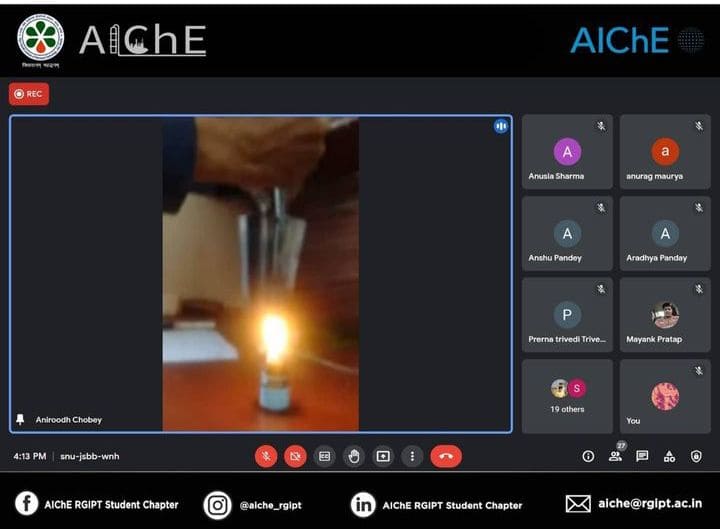 AIChE
AIChE
REC
A
Anusia Sharma
a
anurag maurya
A
Anshu Pandey
A
Aradhya Panday
P
Prerna trivedi Trive...
Mayank Pratap
S
19 others
You
Aniroodh Chobey
4:13 PM | snu-jsbb-wnh
27
AIChE RGIPT Student Chapter
@aiche_rgipt
AIChE RGIPT Student Chapter
aiche@rgipt.ac.in